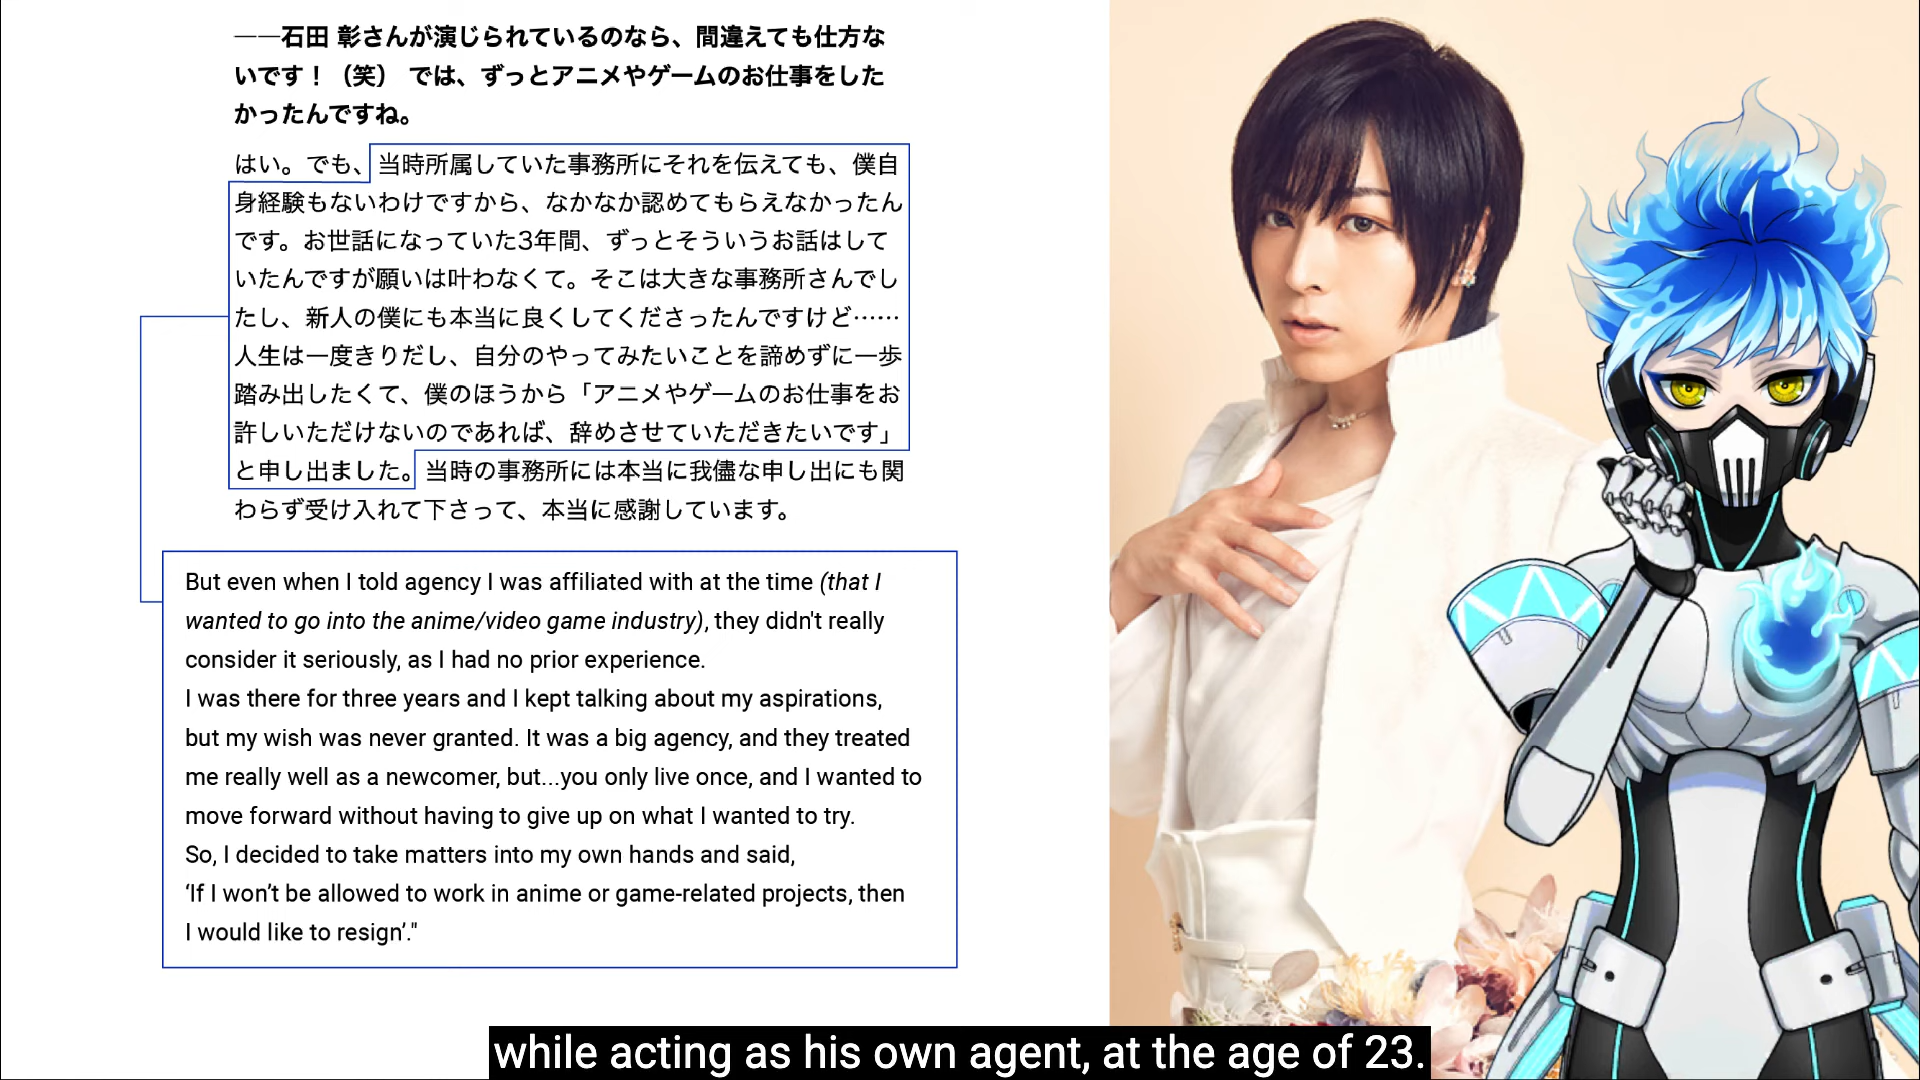 ――石田 彰さんが演じられているのなら、間違えても仕方な
いです！（笑） では、ずっとアニメやゲームのお仕事をした
かったんですね。
はい。でも、当時所属していた事務所にそれを伝えても、僕自
身経験もないわけですから、なかなか認めてもらえなかったん
です。お世話になっていた3年間、ずっとそういうお話はして
いたんですが願いは叶わなくて。そこは大きな事務所さんでし
たし、新人の僕にも本当に良くしてくださったんですけど……
人生は一度きりだし、自分のやってみたいことを諦めずに一歩
踏み出したくて、僕のほうから「アニメやゲームのお仕事をお
許しいただけないのであれば、辞めさせていただきたいです」
と申し出ました。当時の事務所には本当に我儘な申し出にも関
わらず受け入れて下さって、本当に感謝しています。
But even when I told agency I was affiliated with at the time (that I
wanted to go into the anime/video game industry), they didn't really
consider it seriously, as I had no prior experience.
I was there for three years and I kept talking about my aspirations,
but my wish was never granted. It was a big agency, and they treated
me really well as a newcomer, but...you only live once, and I wanted to
move forward without having to give up on what I wanted to try.
So, I decided to take matters into my own hands and said,
‘If I won’t be allowed to work in anime or game-related projects, then
I would like to resign’."
while acting as his own agent, at the age of 23.